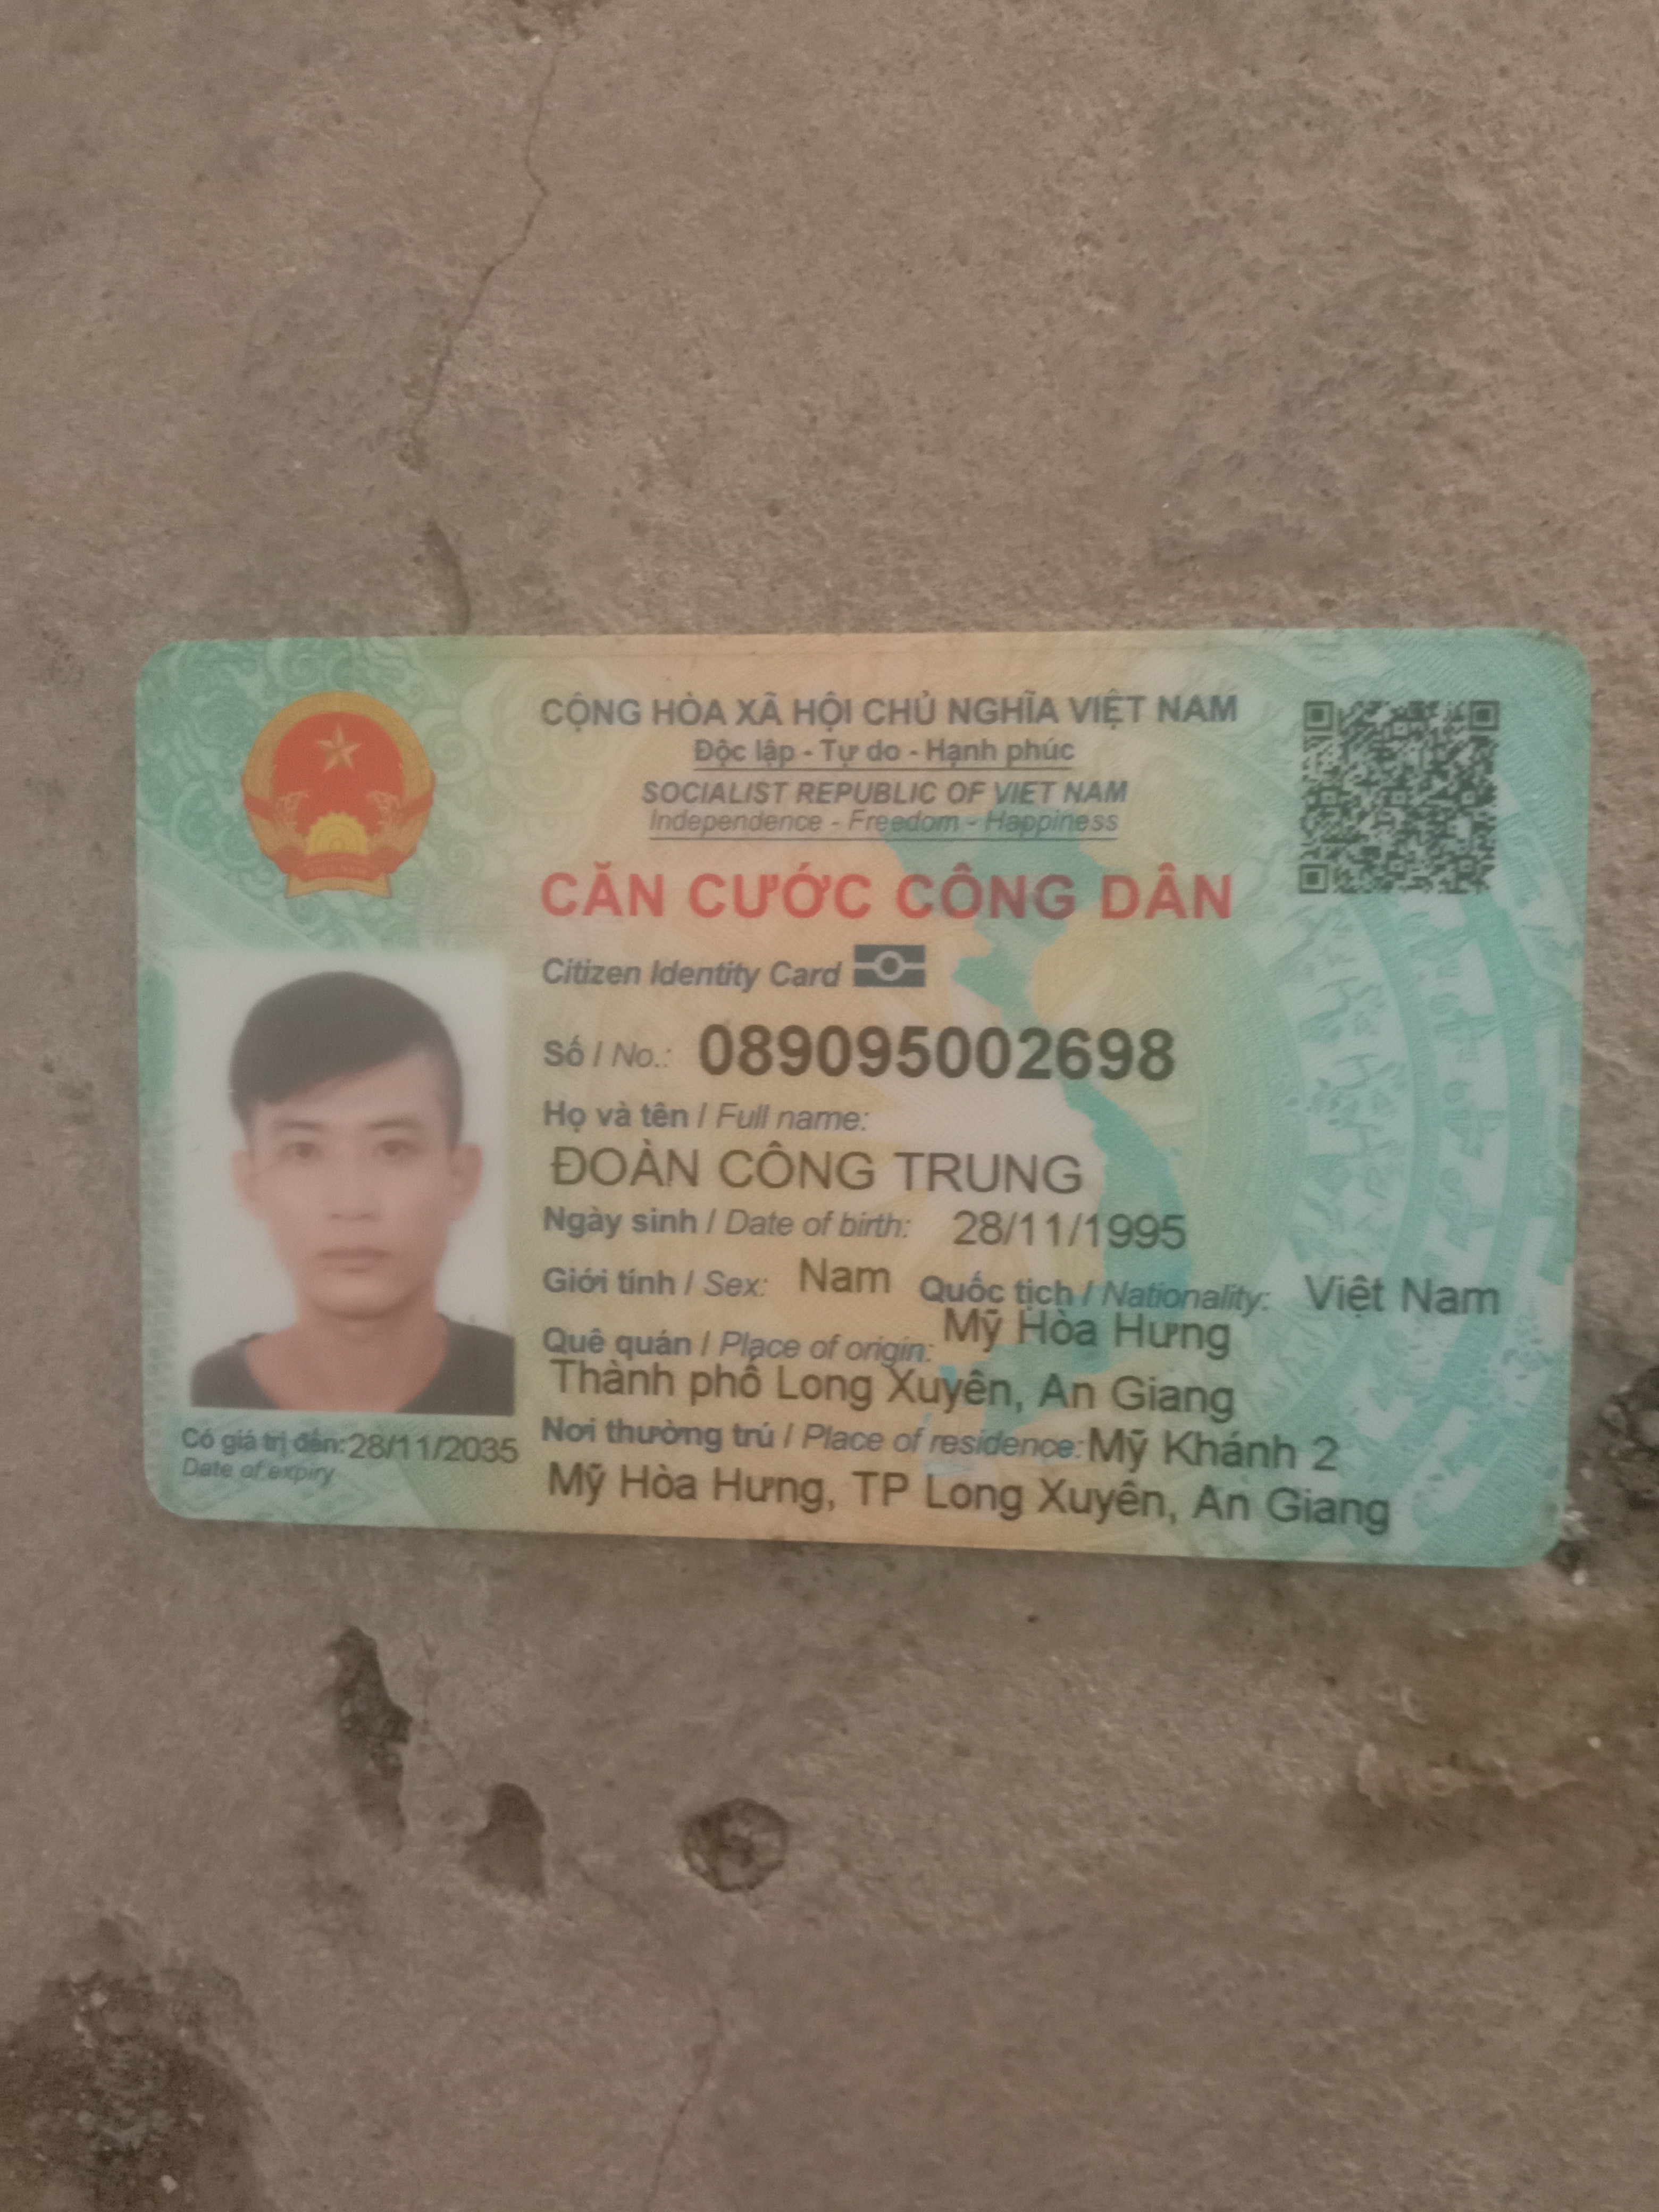 CỘNG HÒA XÃ HỘI CHỦ NGHĨA VIỆT NAM
Độc lập - Tự do - Hạnh phúc
SOCIALIST REPUBLIC OF VIET NAM
Independence - Freedom - Happiness
CĂN CƯỚC CÔNG DÂN
Citizen Identity Card
Số / No.: 089095002698
Họ và tên / Full name:
ĐOÀN CÔNG TRUNG
Ngày sinh / Date of birth: 28/11/1995
Giới tính / Sex: Nam Quốc tịch / Nationality: Việt Nam
Quê quán / Place of origin: Mỹ Hòa Hưng
Thành phố Long Xuyên, An Giang
Nơi thường trú / Place of residence: Mỹ Khánh 2
Mỹ Hòa Hưng, TP Long Xuyên, An Giang
Có giá trị đến: 28/11/2035
Date of expiry